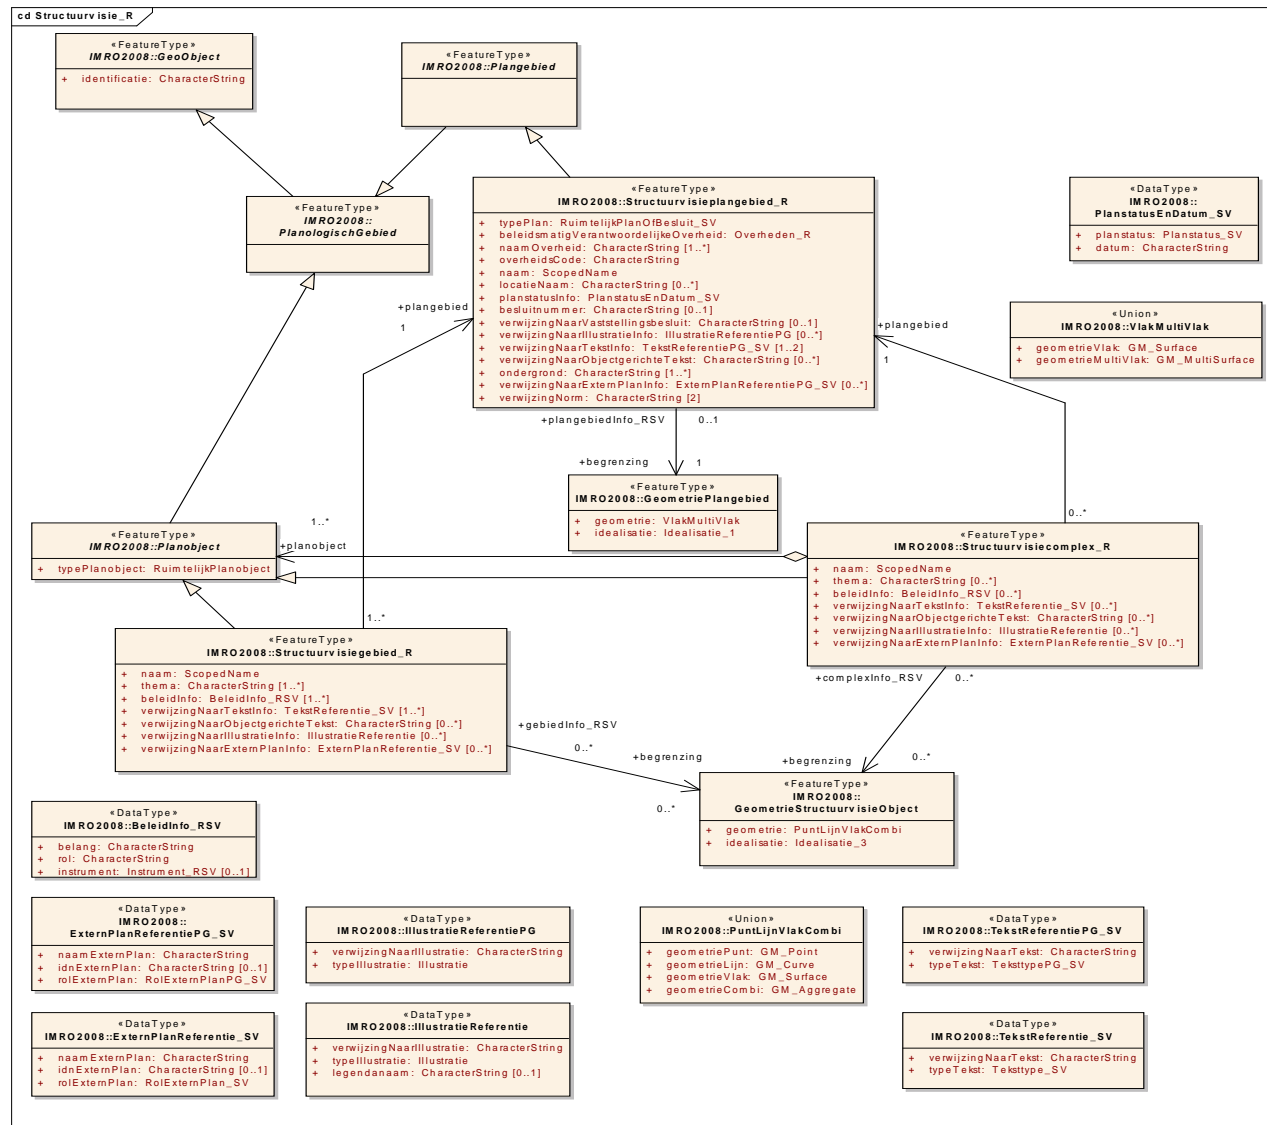 cd Structuurvisie_R
«FeatureType»
IMRO2008::GeoObject
+ identificatie: CharacterString
«FeatureType»
IMRO2008::Plangebied
«FeatureType»
IMRO2008::
PlanologischGebied
«FeatureType»
IMRO2008::Structuurvisieplangebied_R
+ typePlan: RuimtelijkPlanOfBesluit_SV
+ beleidsmatigVerantwoordelijkeOverheid: Overheden_R
+ naamOverheid: CharacterString [1..*]
+ overheidsCode: CharacterString
+ naam: ScopedName
+ locatieNaam: CharacterString [0..*]
+ planstatusInfo: PlanstatusEnDatum_SV
+ besluitnummer: CharacterString [0..1]
+ verwijzingNaarVaststellingsbesluit: CharacterString [0..1]
+ verwijzingNaarIllustratieInfo: IllustratieReferentiePG [0..*]
+ verwijzingNaarTekstInfo: TekstReferentiePG_SV [1..2]
+ verwijzingNaarObjectgerichteTekst: CharacterString [0..*]
+ ondergrond: CharacterString [1..*]
+ verwijzingNaarExternPlanInfo: ExternPlanReferentiePG_SV [0..*]
+ verwijzingNorm: CharacterString [2]
«DataType»
IMRO2008::
PlanstatusEnDatum_SV
+ planstatus: Planstatus_SV
+ datum: CharacterString
«Union»
IMRO2008::VlakMultiVlak
+ geometrieVlak: GM_Surface
+ geometrieMultiVlak: GM_MultiSurface
+plangebied
1
+plangebied
1
+plangebiedInfo_RSV
0..1
+begrenzing
1
«FeatureType»
IMRO2008::GeometriePlangebied
+ geometrie: VlakMultiVlak
+ idealisatie: Idealisatie_1
«FeatureType»
IMRO2008::Planobject
+ typePlanobject: RuimtelijkPlanobject
1..*
+planobject
0..*
«FeatureType»
IMRO2008::Structuurvisiecomplex_R
+ naam: ScopedName
+ thema: CharacterString [0..*]
+ beleidInfo: BeleidInfo_RSV [0..*]
+ verwijzingNaarTekstInfo: TekstReferentie_SV [0..*]
+ verwijzingNaarObjectgerichteTekst: CharacterString [0..*]
+ verwijzingNaarIllustratieInfo: IllustratieReferentie [0..*]
+ verwijzingNaarExternPlanInfo: ExternPlanReferentie_SV [0..*]
1..*
«FeatureType»
IMRO2008::Structuurvisiegebied_R
+ naam: ScopedName
+ thema: CharacterString [1..*]
+ beleidInfo: BeleidInfo_RSV [1..*]
+ verwijzingNaarTekstInfo: TekstReferentie_SV [1..*]
+ verwijzingNaarObjectgerichteTekst: CharacterString [0..*]
+ verwijzingNaarIllustratieInfo: IllustratieReferentie [0..*]
+ verwijzingNaarExternPlanInfo: ExternPlanReferentie_SV [0..*]
+complexInfo_RSV
0..*
+gebiedInfo_RSV
0..*
+begrenzing
0..*
+begrenzing
0..*
«FeatureType»
IMRO2008::
GeometrieStructuurvisieObject
+ geometrie: PuntLijnVlakCombi
+ idealisatie: Idealisatie_3
«DataType»
IMRO2008::BeleidInfo_RSV
+ belang: CharacterString
+ rol: CharacterString
+ instrument: Instrument_RSV [0..1]
«DataType»
IMRO2008::
ExternPlanReferentiePG_SV
+ naamExternPlan: CharacterString
+ idnExternPlan: CharacterString [0..1]
+ rolExternPlan: RolExternPlanPG_SV
«DataType»
IMRO2008::IllustratieReferentiePG
+ verwijzingNaarIllustratie: CharacterString
+ typeIllustratie: Illustratie
«Union»
IMRO2008::PuntLijnVlakCombi
+ geometriePunt: GM_Point
+ geometrieLijn: GM_Curve
+ geometrieVlak: GM_Surface
+ geometrieCombi: GM_Aggregate
«DataType»
IMRO2008::TekstReferentiePG_SV
+ verwijzingNaarTekst: CharacterString
+ typeTekst: TeksttypePG_SV
«DataType»
IMRO2008::ExternPlanReferentie_SV
+ naamExternPlan: CharacterString
+ idnExternPlan: CharacterString [0..1]
+ rolExternPlan: RolExternPlan_SV
«DataType»
IMRO2008::IllustratieReferentie
+ verwijzingNaarIllustratie: CharacterString
+ typeIllustratie: Illustratie
+ legendanaam: CharacterString [0..1]
«DataType»
IMRO2008::TekstReferentie_SV
+ verwijzingNaarTekst: CharacterString
+ typeTekst: Teksttype_SV